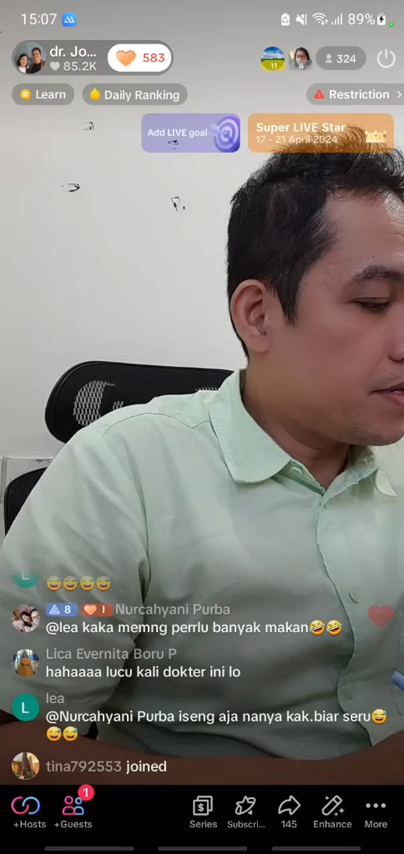 15:07
89%
dr. Jo...
85.2K
583
11
324
Learn
Daily Ranking
Restriction
Add LIVE goal
Super LIVE Star
17 - 21 April 2024
L
😅😅😅😅
8 1 Nurcahyani Purba
@lea kaka memng perrlu banyak makan🤣🤣
Lica Evernita Boru P
hahaaaa lucu kali dokter ini lo
L
lea
@Nurcahyani Purba iseng aja nanya kak.biar seru😅
😅😅
tina792553 joined
1
+Hosts
+Guests
Series
Subscri...
145
Enhance
More